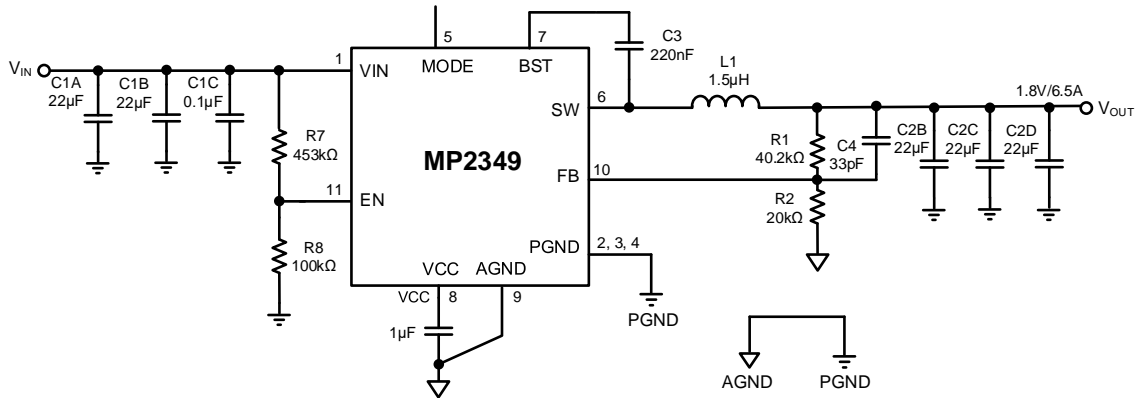 5
7
C3
220nF
MODE
BST
VIN
1
VIN
C1A
22µF
C1B
22µF
C1C
0.1µF
L1
1.5µH
6
SW
1.8V/6.5A
VOUT
R7
453kΩ
MP2349
R1
40.2kΩ
C4
33pF
C2B
22µF
C2C
22µF
C2D
22µF
FB
10
11
EN
R2
20kΩ
R8
100kΩ
PGND
2, 3, 4
VCC
AGND
VCC
8
9
PGND
1µF
AGND
PGND